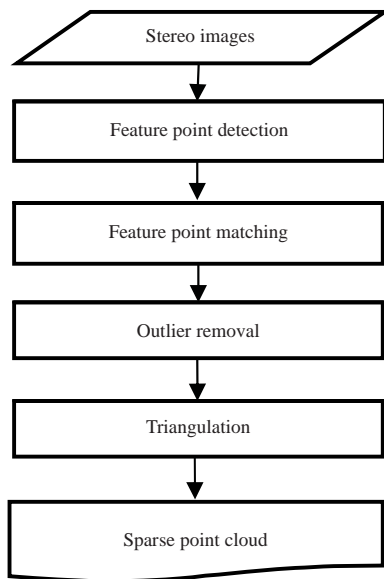 Stereo images
Feature point detection
Feature point matching
Outlier removal
Triangulation
Sparse point cloud